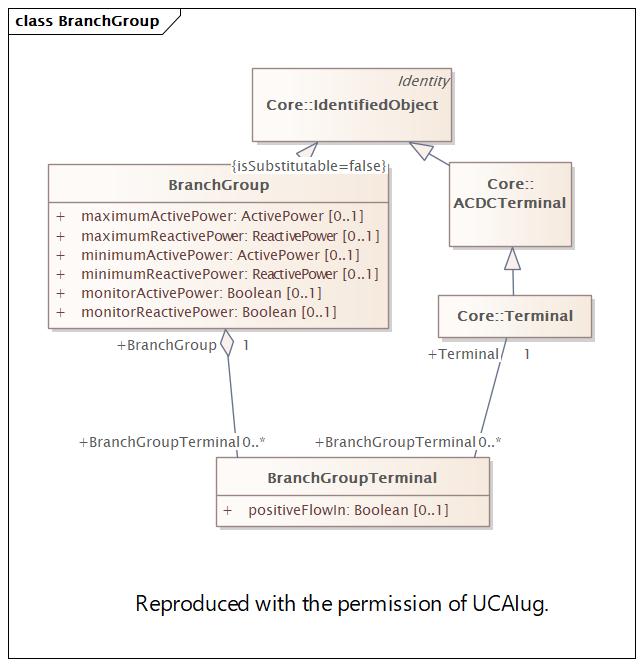 class BranchGroup
Identity
Core::IdentifiedObject
{isSubstitutable=false}
BranchGroup
+ maximumActivePower: ActivePower [0..1]
+ maximumReactivePower: ReactivePower [0..1]
+ minimumActivePower: ActivePower [0..1]
+ minimumReactivePower: ReactivePower [0..1]
+ monitorActivePower: Boolean [0..1]
+ monitorReactivePower: Boolean [0..1]
Core::
ACDCTerminal
Core::Terminal
+BranchGroup 1
+Terminal 1
+BranchGroupTerminal 0..*
+BranchGroupTerminal 0..*
BranchGroupTerminal
+ positiveFlowIn: Boolean [0..1]
Reproduced with the permission of UCAIug.